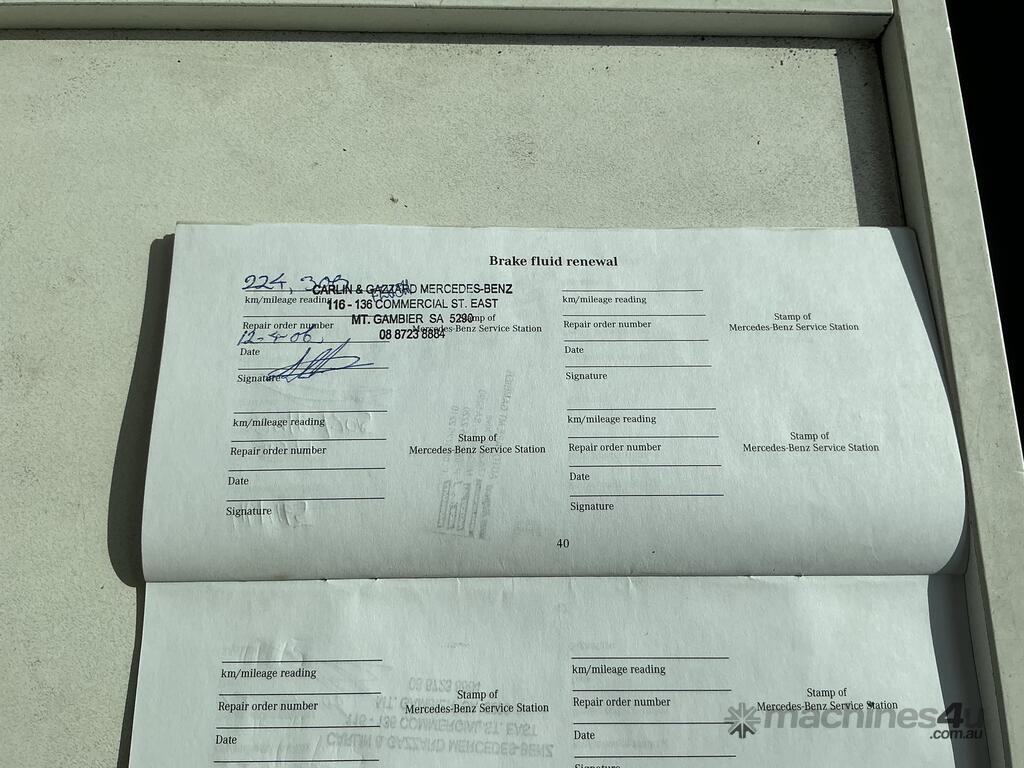 Brake fluid renewal
224,
CARLIN & GAZZARD MERCEDES-BENZ
km/mileage reading
116 - 136 COMMERCIAL ST. EAST
Repair order number
MT. GAMBIER SA 5290
Stamp of
Mercedes-Benz Service Station
08 8723 8884
12-4-06
Date
Signature
km/mileage reading
Repair order number
Stamp of
Mercedes-Benz Service Station
Date
Signature
km/mileage reading
Repair order number
Stamp of
Mercedes-Benz Service Station
Date
Signature
km/mileage reading
Repair order number
Stamp of
Mercedes-Benz Service Station
Date
Signature
40
km/mileage reading
Repair order number
Stamp of
Mercedes-Benz Service Station
Date
km/mileage reading
Repair order number
Stamp of
Mercedes-Benz Service Station
Date
Signature
machines4u
.com.au